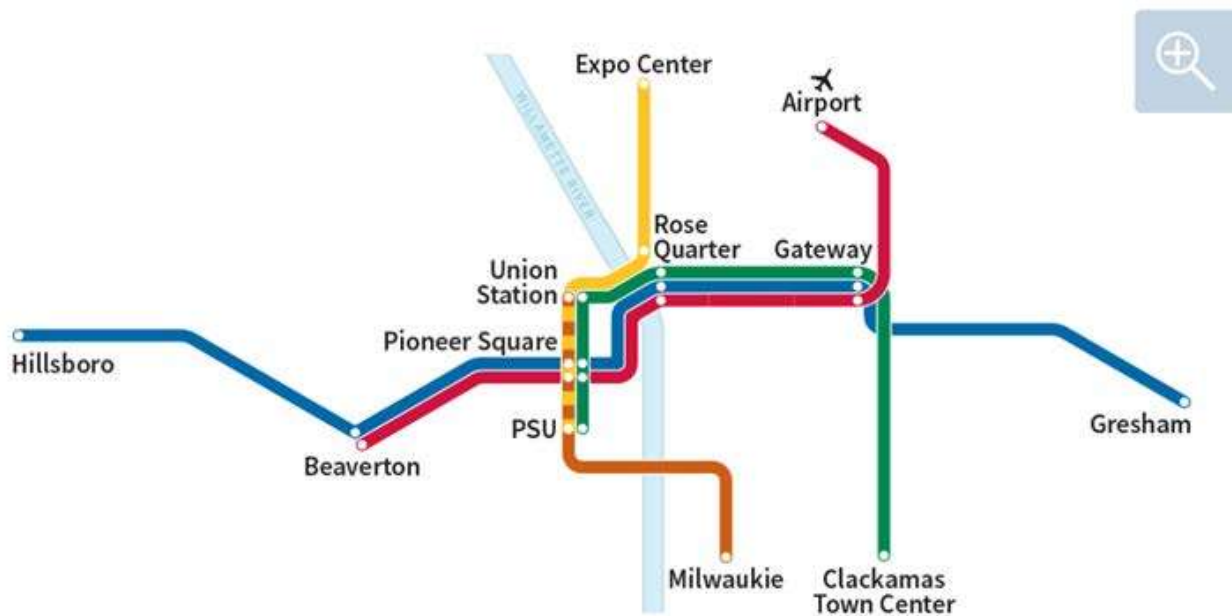 Expo Center
Airport
WILLAMETTE RIVER
Rose
Quarter
Gateway
Union
Station
Pioneer Square
Hillsboro
PSU
Gresham
Beaverton
Milwaukie
Clackamas
Town Center